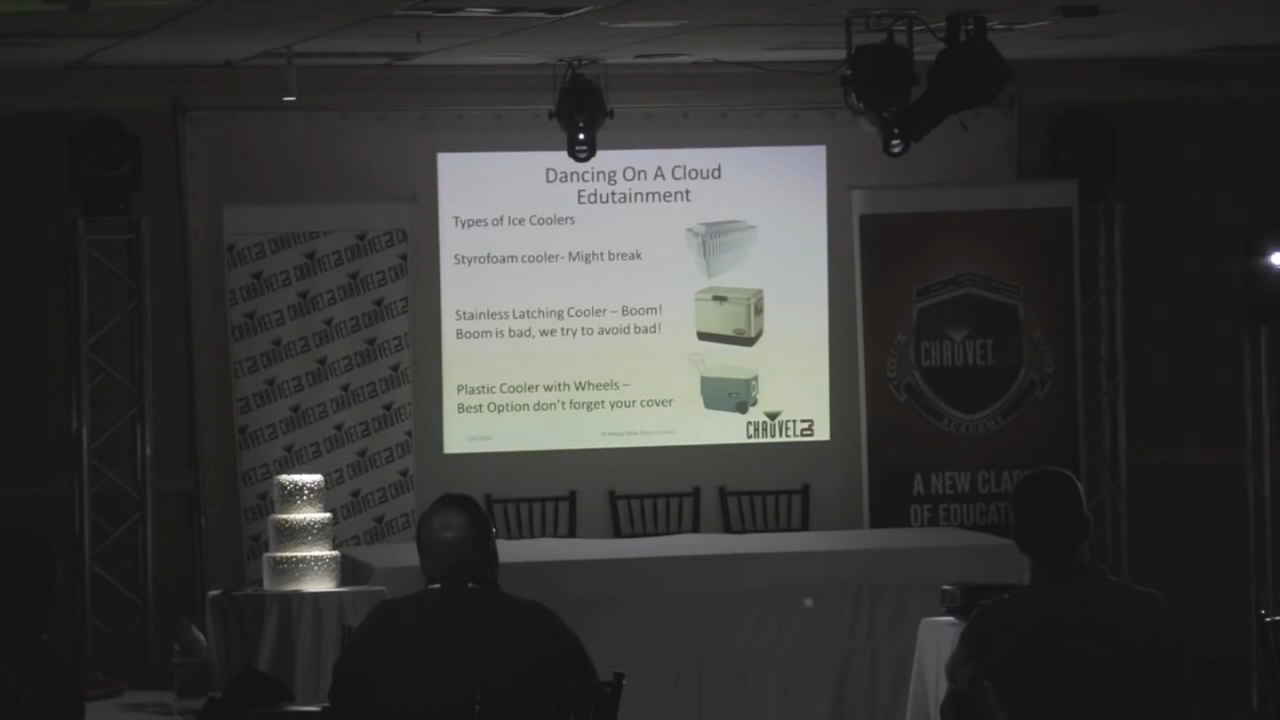 Dancing On A Cloud
Edutainment
Types of Ice Coolers
Styrofoam cooler- Might break
Stainless Latching Cooler – Boom!
Boom is bad, we try to avoid bad!
Plastic Cooler with Wheels –
Best Option don't forget your cover
CHAUVET DJ
CHAUVET
ACADEMY
A NEW CLAS
OF EDUCAT